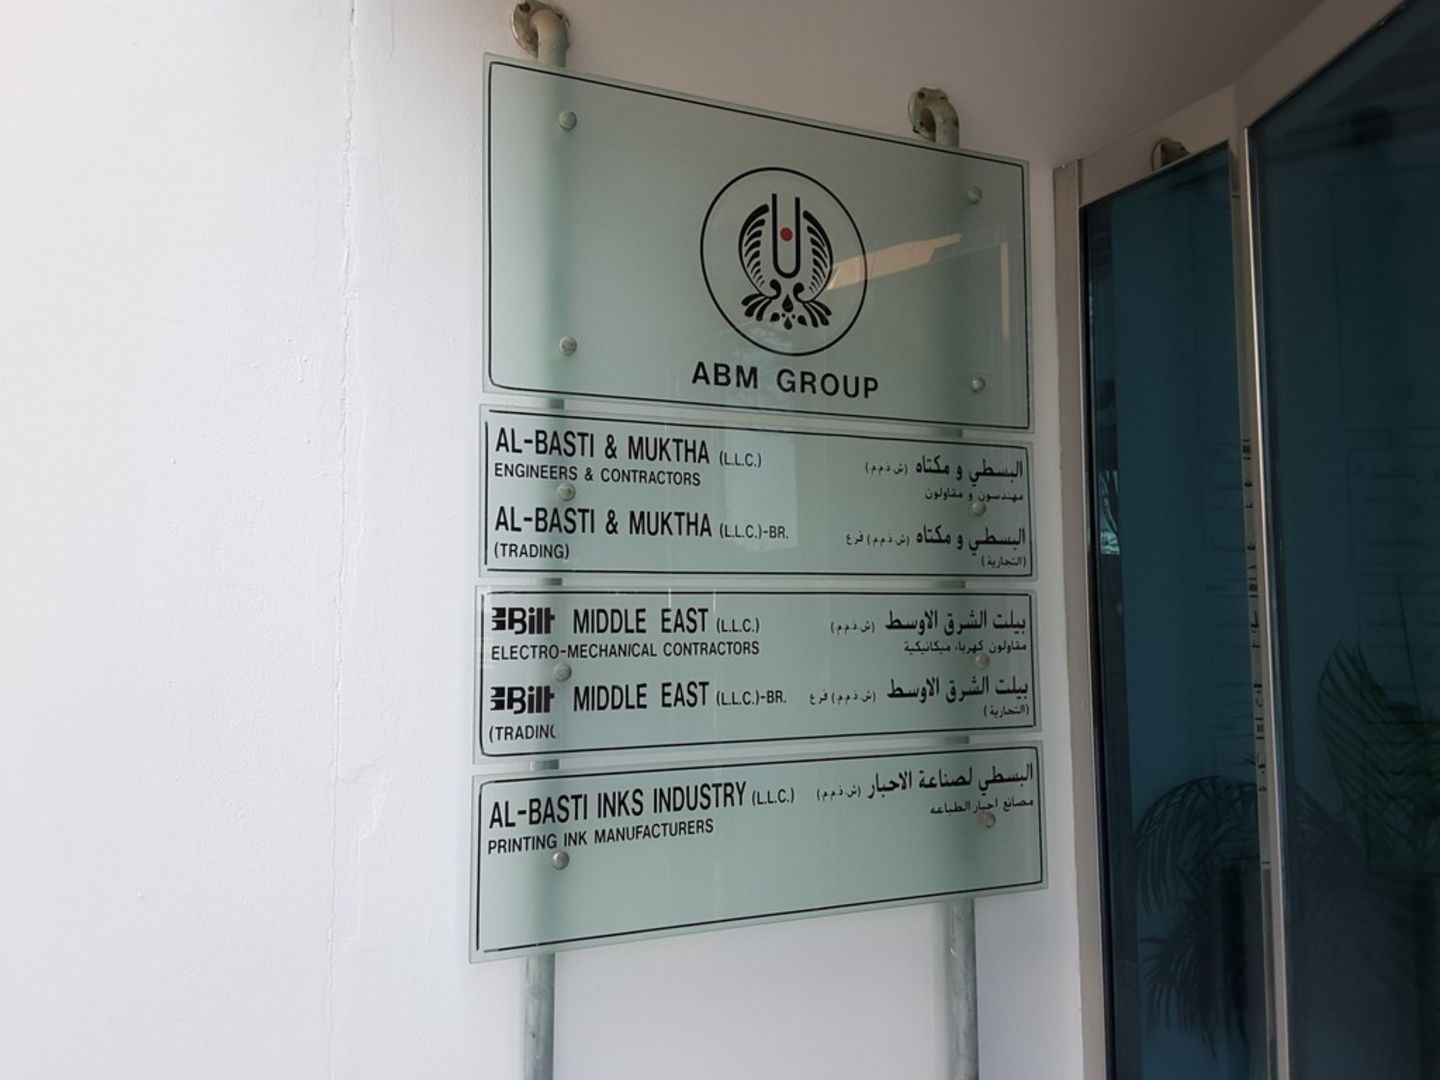 ABM GROUP
AL-BASTI & MUKTHA (L.L.C.) البسطي و مكتاه (ش.ذ.م.م.)
ENGINEERS & CONTRACTORS مهندسون و مقاولون
AL-BASTI & MUKTHA (L.L.C.)-BR. البسطي و مكتاه (ش.ذ.م.م.) فرع
(TRADING) (التجارية)
Bilt MIDDLE EAST (L.L.C.) بيلت الشرق الاوسط (ش.ذ.م.م.)
ELECTRO-MECHANICAL CONTRACTORS مقاولون كهرباء ميكانيكية
Bilt MIDDLE EAST (L.L.C.)-BR. بيلت الشرق الاوسط (ش.ذ.م.م.) فرع
(TRADING (التجارية)
AL-BASTI INKS INDUSTRY (L.L.C.) البسطي لصناعة الاحبار (ش.ذ.م.م.)
PRINTING INK MANUFACTURERS مصانع احبار الطباعه